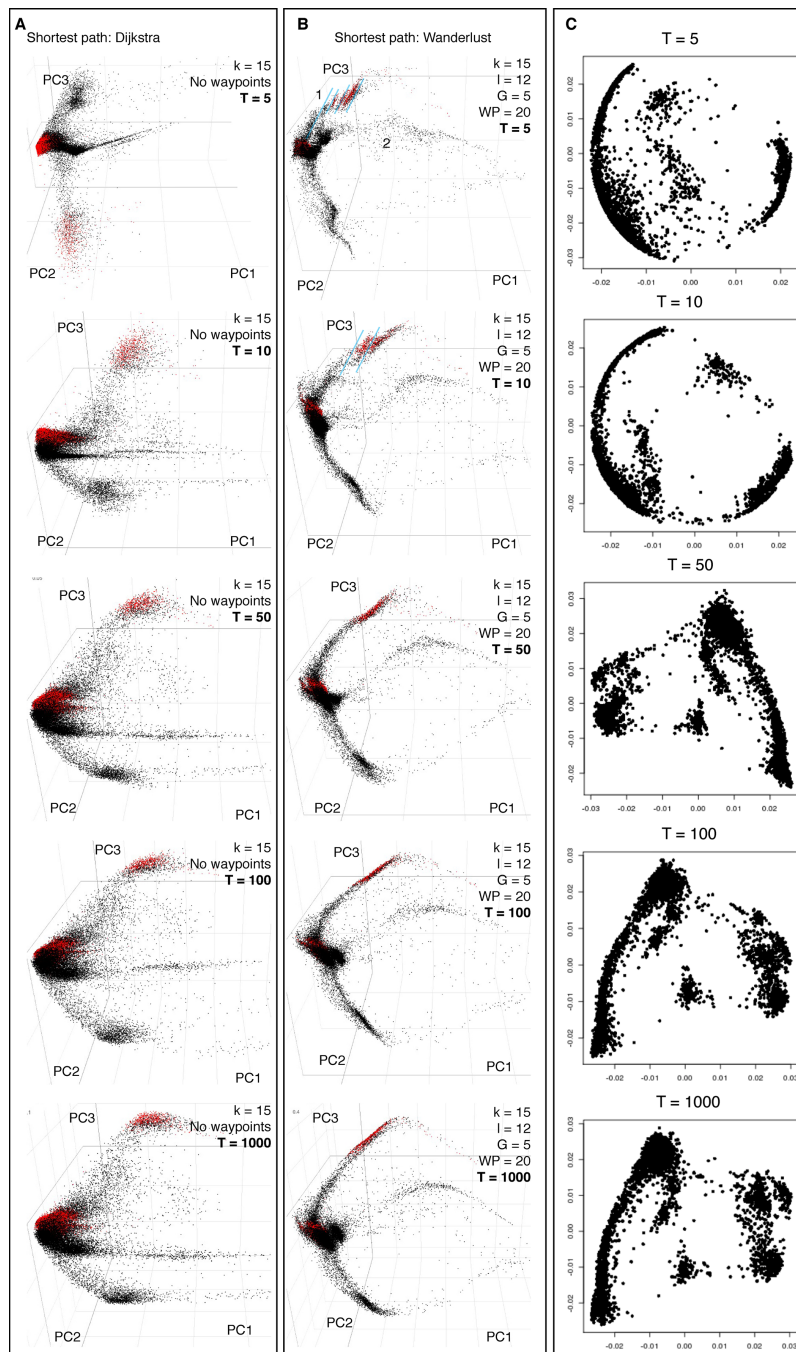 A
Shortest path: Dijkstra
k = 15
PC3
No waypoints
T = 5
PC2
PC1
PC3
k = 15
No waypoints
T = 10
PC2
PC1
k = 15
PC3
No waypoints
T = 50
PC2
PC1
PC3
k = 15
No waypoints
T = 100
PC2
PC1
k = 15
PC3
No waypoints
T = 1000
PC2
PC1
B
Shortest path: Wanderlust
PC3
k = 15
l = 12
1
G = 5
WP = 20
T = 5
2
PC2
PC1
k = 15
PC3
l = 12
G = 5
WP = 20
T = 10
PC2
PC1
k = 15
PC3
l = 12
G = 5
WP = 20
T = 50
PC2
PC1
k = 15
PC3
l = 12
G = 5
WP = 20
T = 100
PC2
PC1
k = 15
PC3
l = 12
G = 5
WP = 20
T = 1000
PC2
PC1
C
T = 5
0.02
0.01
0.00
-0.01
-0.02
-0.03
-0.02 -0.01 0.00 0.01 0.02
T = 10
0.02
0.01
0.00
-0.01
-0.02
-0.02 -0.01 0.00 0.01 0.02
T = 50
0.03
0.02
0.01
0.00
-0.01
-0.02
-0.03 -0.02 -0.01 0.00 0.01 0.02
T = 100
0.03
0.02
0.01
0.00
-0.01
-0.02
-0.02 -0.01 0.00 0.01 0.02 0.03
T = 1000
0.03
0.02
0.01
0.00
-0.01
-0.02
-0.02 -0.01 0.00 0.01 0.02 0.03